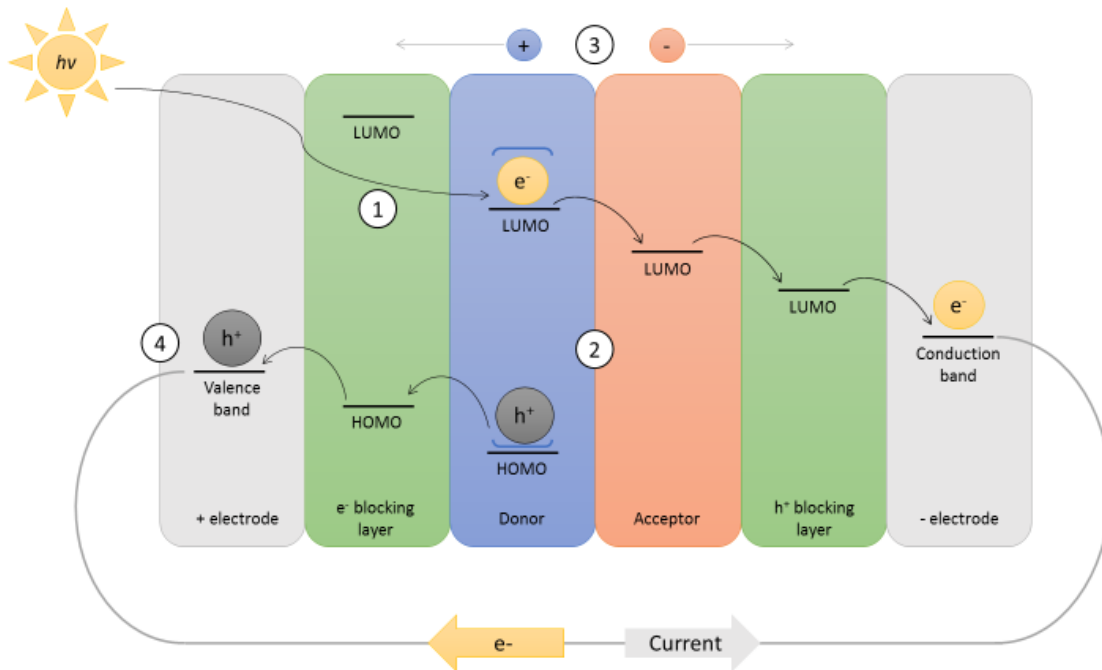 hν
+
3
-
LUMO
e-
1
LUMO
LUMO
LUMO
e-
4
h+
2
Conduction
band
Valence
band
HOMO
h+
HOMO
+ electrode
e- blocking
layer
Donor
Acceptor
h+ blocking
layer
- electrode
e-
Current